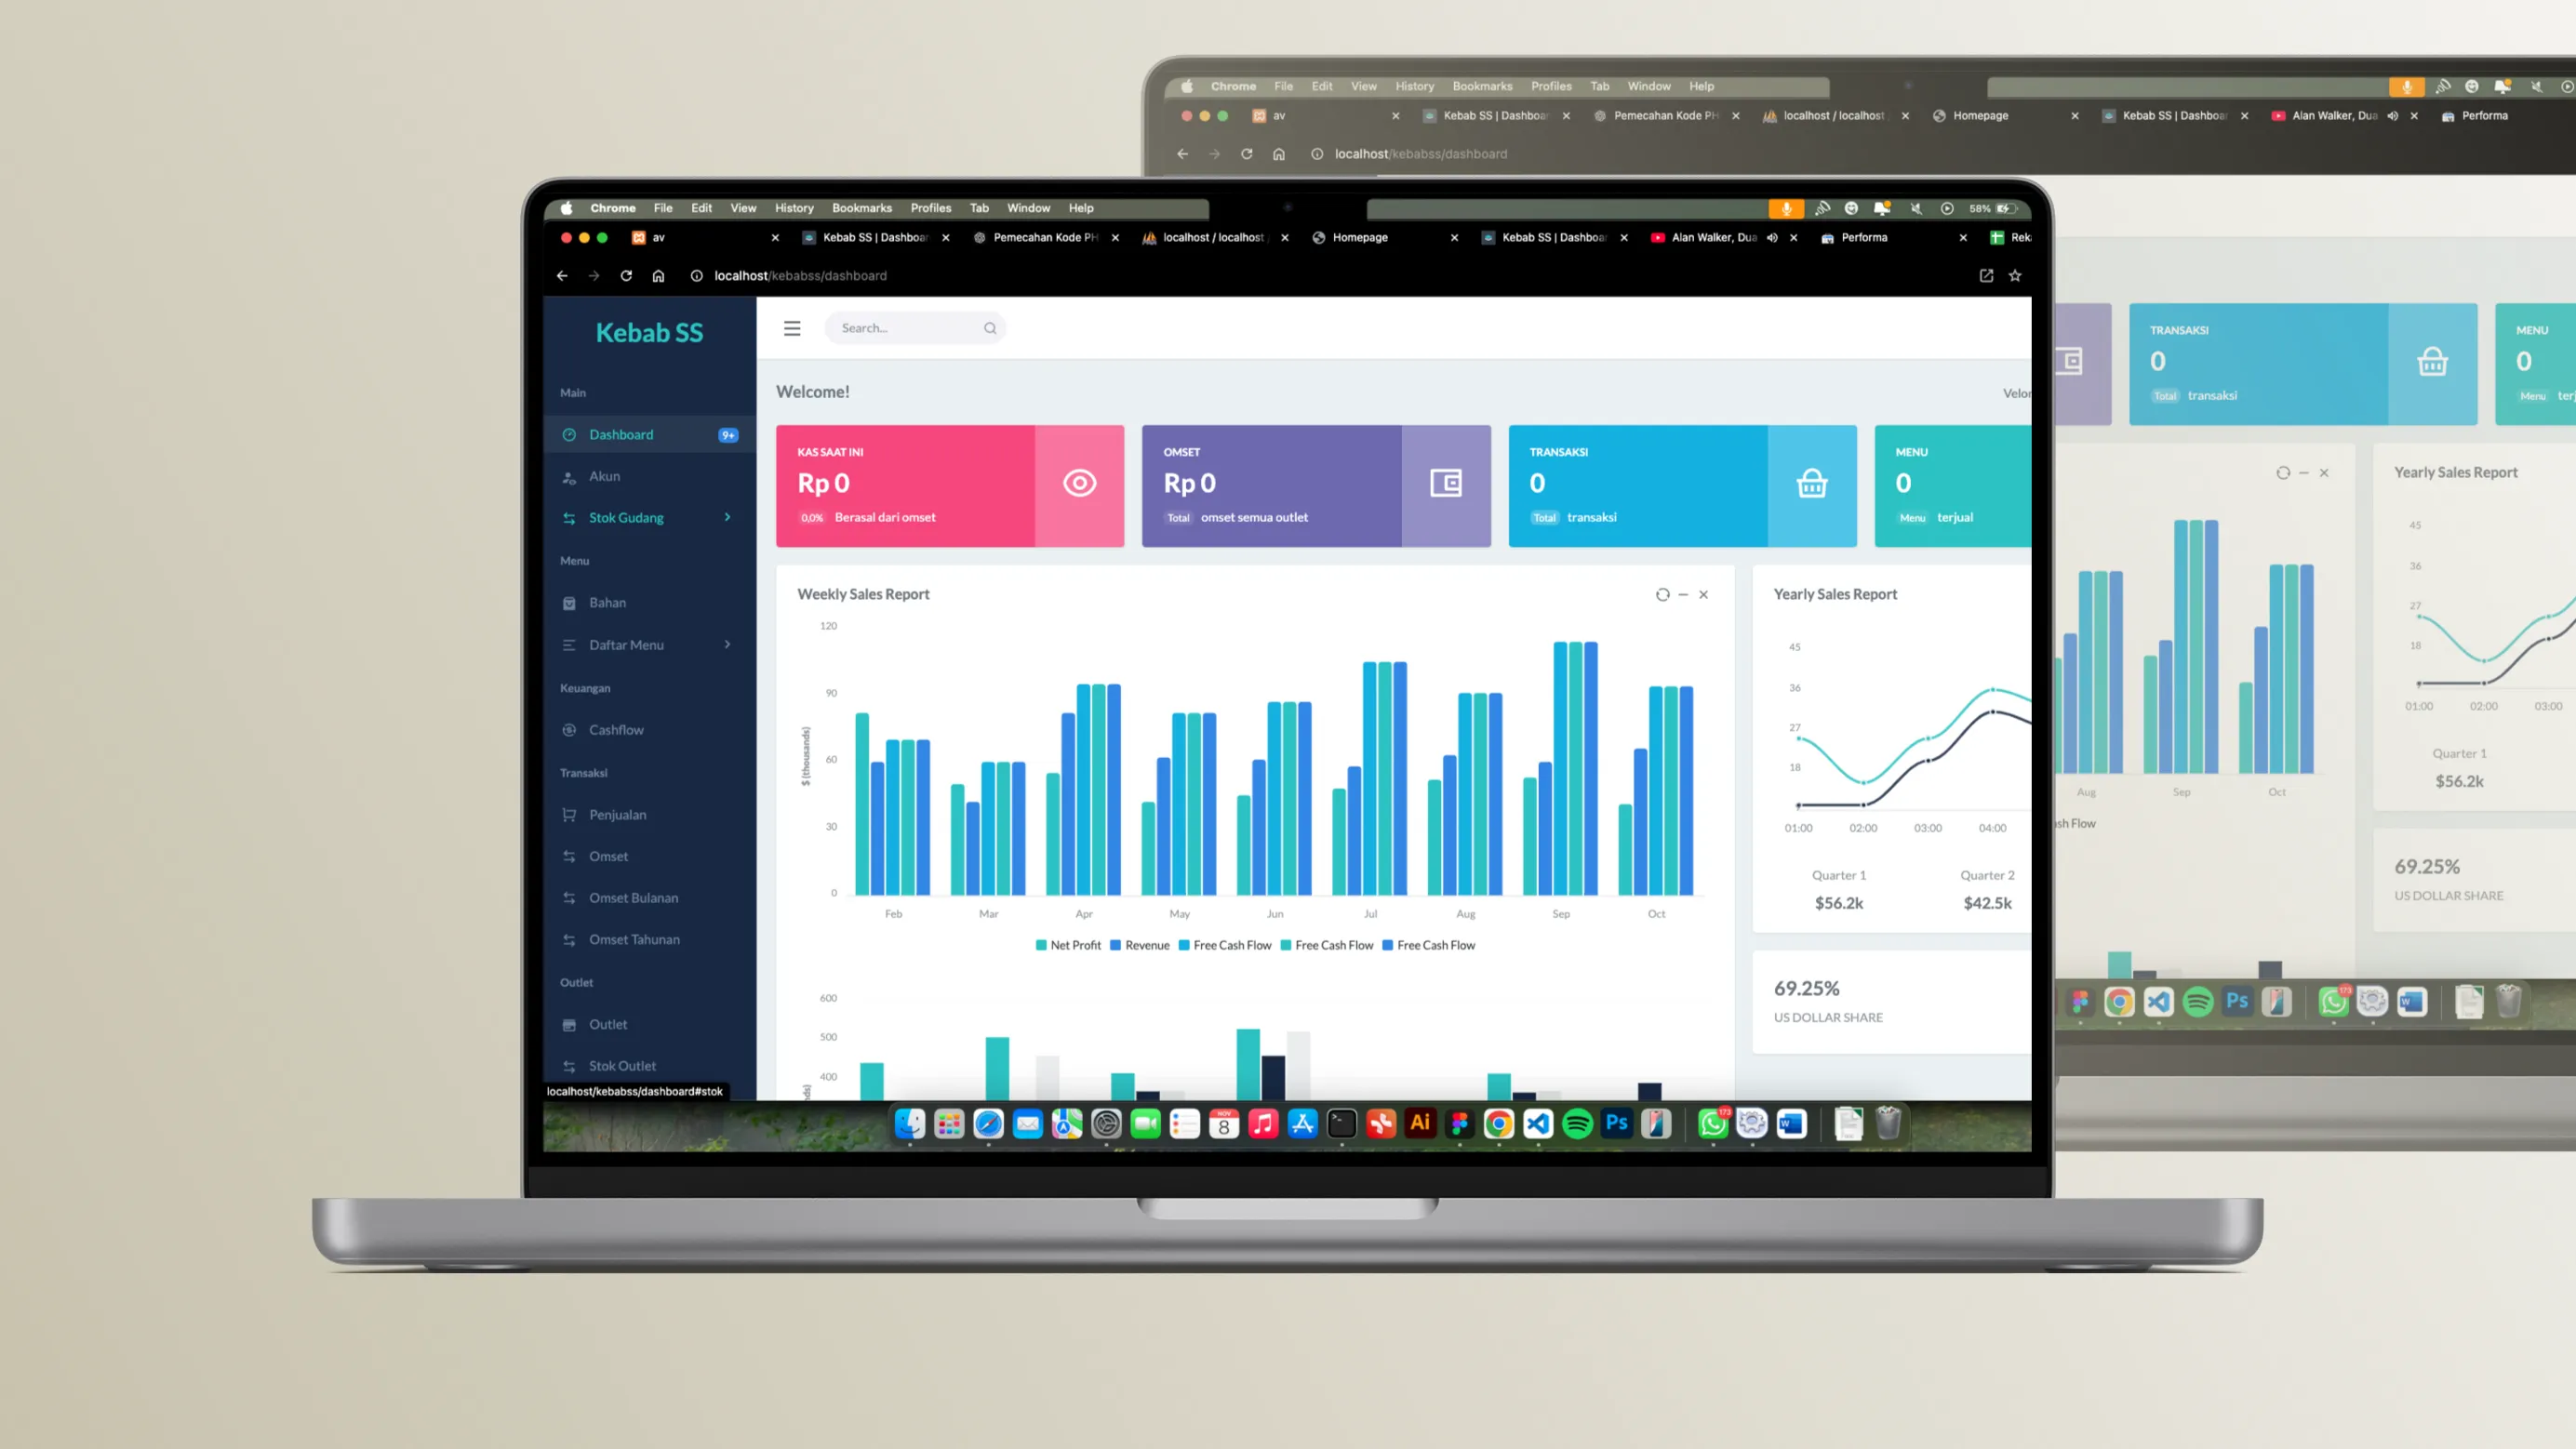 Chrome File Edit View History Bookmarks Profiles Tab Window Help
av Kebab SS | Dashboar Pemecahan Kode PH localhost / localhost Homepage Kebab SS | Dashboar Alan Walker, Dua Performa
localhost/kebabss/dashboard
Chrome File Edit View History Bookmarks Profiles Tab Window Help 58%
av Kebab SS | Dashboar Pemecahan Kode PH localhost / localhost Homepage Kebab SS | Dashboar Alan Walker, Dua Performa Reka
localhost/kebabss/dashboard
Kebab SS
Main
Dashboard 9+
Akun
Stok Gudang
Menu
Bahan
Daftar Menu
Keuangan
Cashflow
Transaksi
Penjualan
Omset
Omset Bulanan
Omset Tahunan
Outlet
Outlet
Stok Outlet
localhost/kebabss/dashboard#stok
Search...
Welcome!
Velon
KAS SAAT INI
Rp 0
0,0% Berasal dari omset
OMSET
Rp 0
Total omset semua outlet
TRANSAKSI
0
Total transaksi
MENU
0
Menu terjual
Weekly Sales Report
120
90
60
30
0
$ (thousands)
Feb Mar Apr May Jun Jul Aug Sep Oct
Net Profit Revenue Free Cash Flow Free Cash Flow Free Cash Flow
600
500
400
Yearly Sales Report
45
36
27
18
01:00 02:00 03:00 04:00
Quarter 1 Quarter 2
$56.2k $42.5k
69.25%
US DOLLAR SHARE
NOV
8
Ai
Ps
173
W
TRANSAKSI
0
Total transaksi
MENU
0
Menu terj
Yearly Sales Report
45
36
27
18
01:00 02:00 03:00
Quarter 1
$56.2k
Aug Sep Oct
sh Flow
69.25%
US DOLLAR SHARE
Ps
173
W